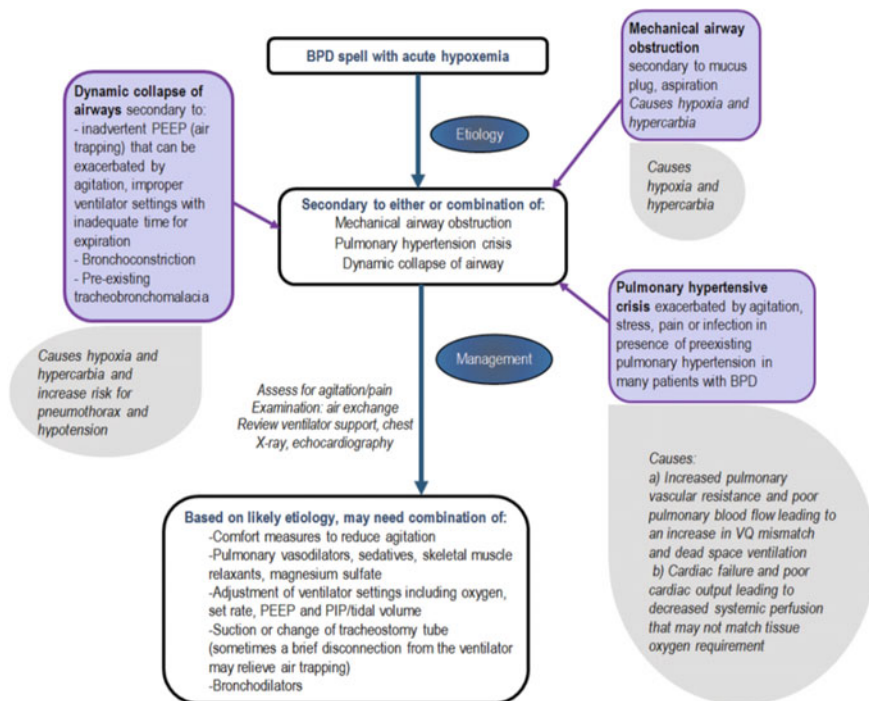 BPD spell with acute hypoxemia
Mechanical airway
obstruction
secondary to mucus
plug, aspiration
Causes hypoxia and
hypercarbia
Dynamic collapse of
airways secondary to:
- inadvertent PEEP (air
trapping) that can be
exacerbated by
agitation, improper
ventilator settings with
inadequate time for
expiration
- Bronchoconstriction
- Pre-existing
tracheobronchomalacia
Etiology
Causes
hypoxia and
hypercarbia
Secondary to either or combination of:
Mechanical airway obstruction
Pulmonary hypertension crisis
Dynamic collapse of airway
Pulmonary hypertensive
crisis exacerbated by agitation,
stress, pain or infection in
presence of preexisting
pulmonary hypertension in
many patients with BPD
Causes hypoxia and
hypercarbia and
increase risk for
pneumothorax and
hypotension
Management
Assess for agitation/pain
Examination: air exchange
Review ventilator support, chest
X-ray, echocardiography
Causes:
a) Increased pulmonary
vascular resistance and poor
pulmonary blood flow leading to
an increase in VQ mismatch
and dead space ventilation
b) Cardiac failure and poor
cardiac output leading to
decreased systemic perfusion
that may not match tissue
oxygen requirement
Based on likely etiology, may need combination of:
-Comfort measures to reduce agitation
-Pulmonary vasodilators, sedatives, skeletal muscle
relaxants, magnesium sulfate
-Adjustment of ventilator settings including oxygen,
set rate, PEEP and PIP/tidal volume
-Suction or change of tracheostomy tube
(sometimes a brief disconnection from the ventilator
may relieve air trapping)
-Bronchodilators